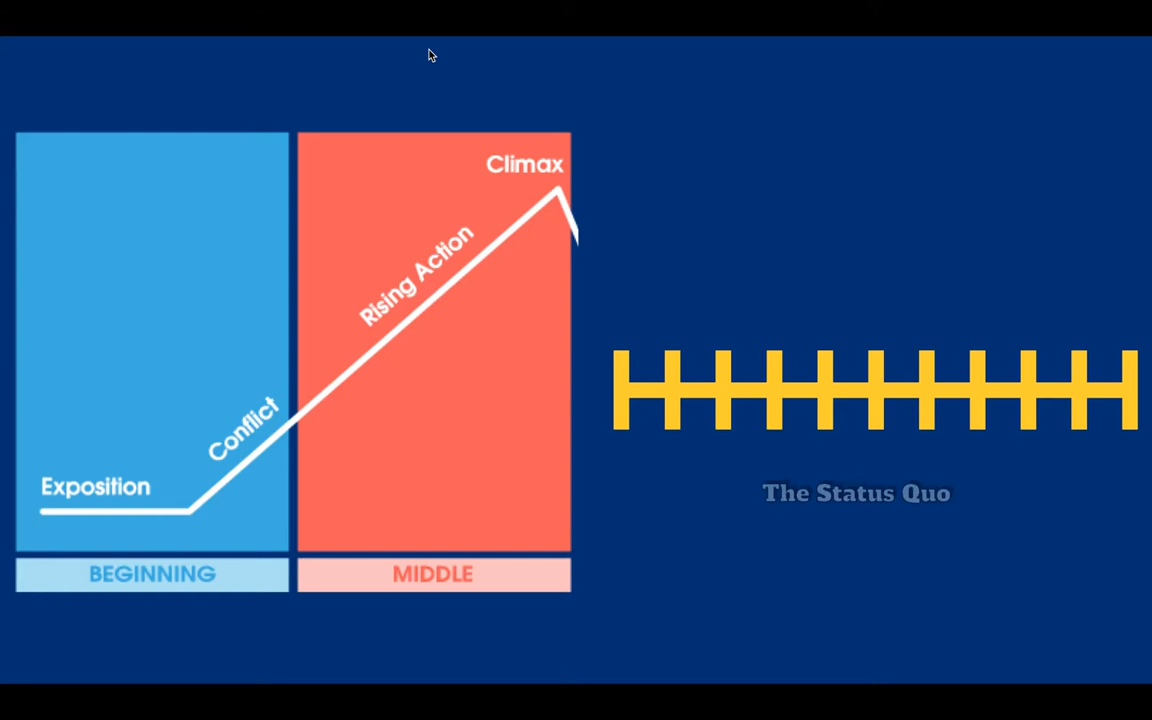 Climax
Rising Action
Conflict
Exposition
BEGINNING
MIDDLE
The Status Quo